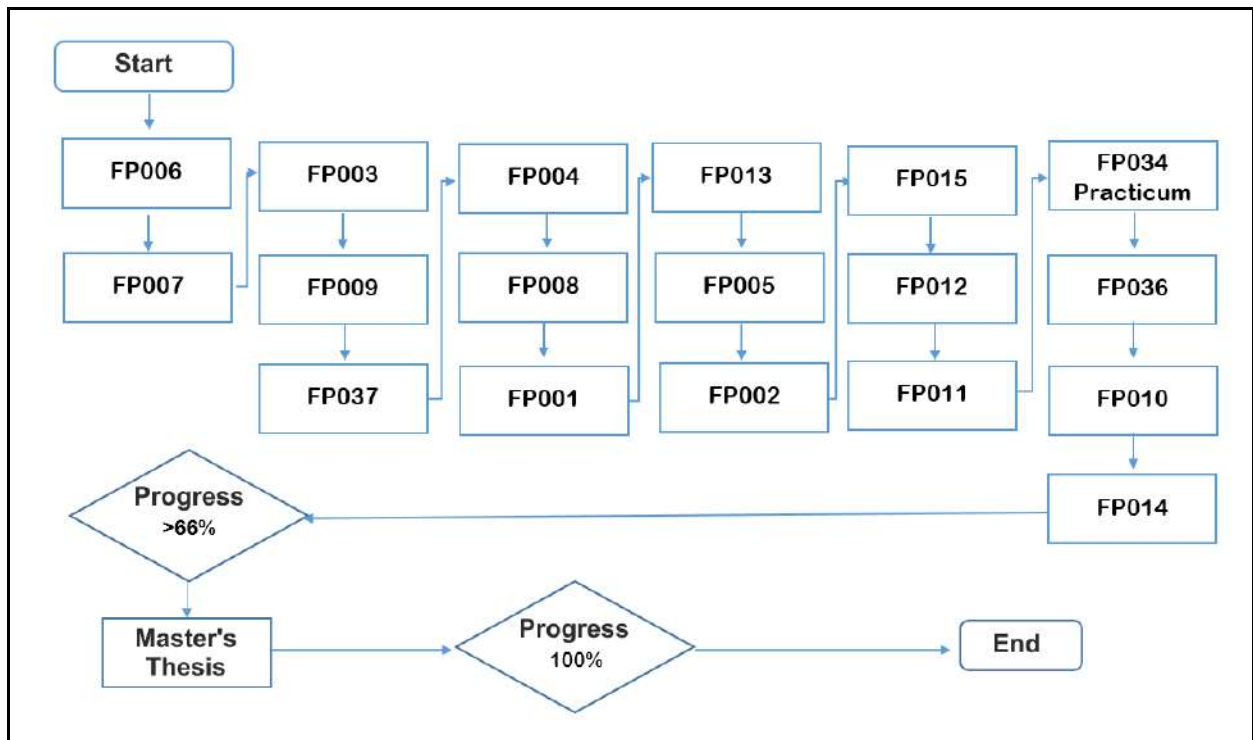 Start
FP006
FP007
FP003
FP009
FP037
FP004
FP008
FP001
FP013
FP005
FP002
FP015
FP012
FP011
FP034
Practicum
FP036
FP010
FP014
Progress
>66%
Master's
Thesis
Progress
100%
End